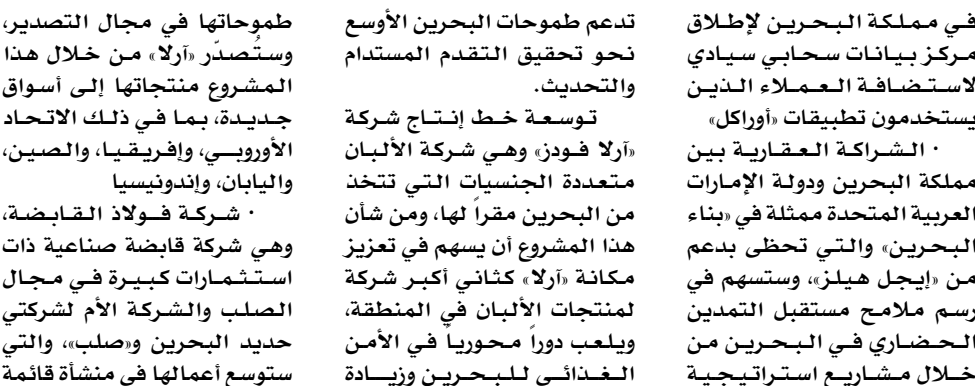 في مملكة البحرين لإطلاق
مركز بيانات سحابي سيادي
لاستضافة العملاء الذين
يستخدمون تطبيقات «أوراكل»
· الشراكة العقارية بين
مملكة البحرين ودولة الإمارات
العربية المتحدة ممثلة في «بناء
البحرين» والتي تحظى بدعم
من «إيجل هيلز»، وستسهم في
رسم ملامح مستقبل التمدين
الحضاري في البحرين من
خلال مشاريع استراتيجية
تدعم طموحات البحرين الأوسع
نحو تحقيق التقدم المستدام
والتحديث.
توسعة خط إنتاج شركة
«آرلا فودز» وهي شركة الألبان
متعددة الجنسيات التي تتخذ
من البحرين مقراً لها، ومن شأن
هذا المشروع أن يسهم في تعزيز
مكانة «آرلا» كثاني أكبر شركة
لمنتجات الألبان في المنطقة،
ويلعب دوراً محورياً في الأمن
الغذائي للبحرين وزيادة
طموحاتها في مجال التصدير،
وستُصدّر «آرلا» من خلال هذا
المشروع منتجاتها إلى أسواق
جديدة، بما في ذلك الاتحاد
الأوروبي، وإفريقيا، والصين،
واليابان، وإندونيسيا
· شركة فولاذ القابضة،
وهي شركة قابضة صناعية ذات
استثمارات كبيرة في مجال
الصلب والشركة الأم لشركتي
حديد البحرين و«صلب»، والتي
ستوسع أعمالها في منشأة قائمة